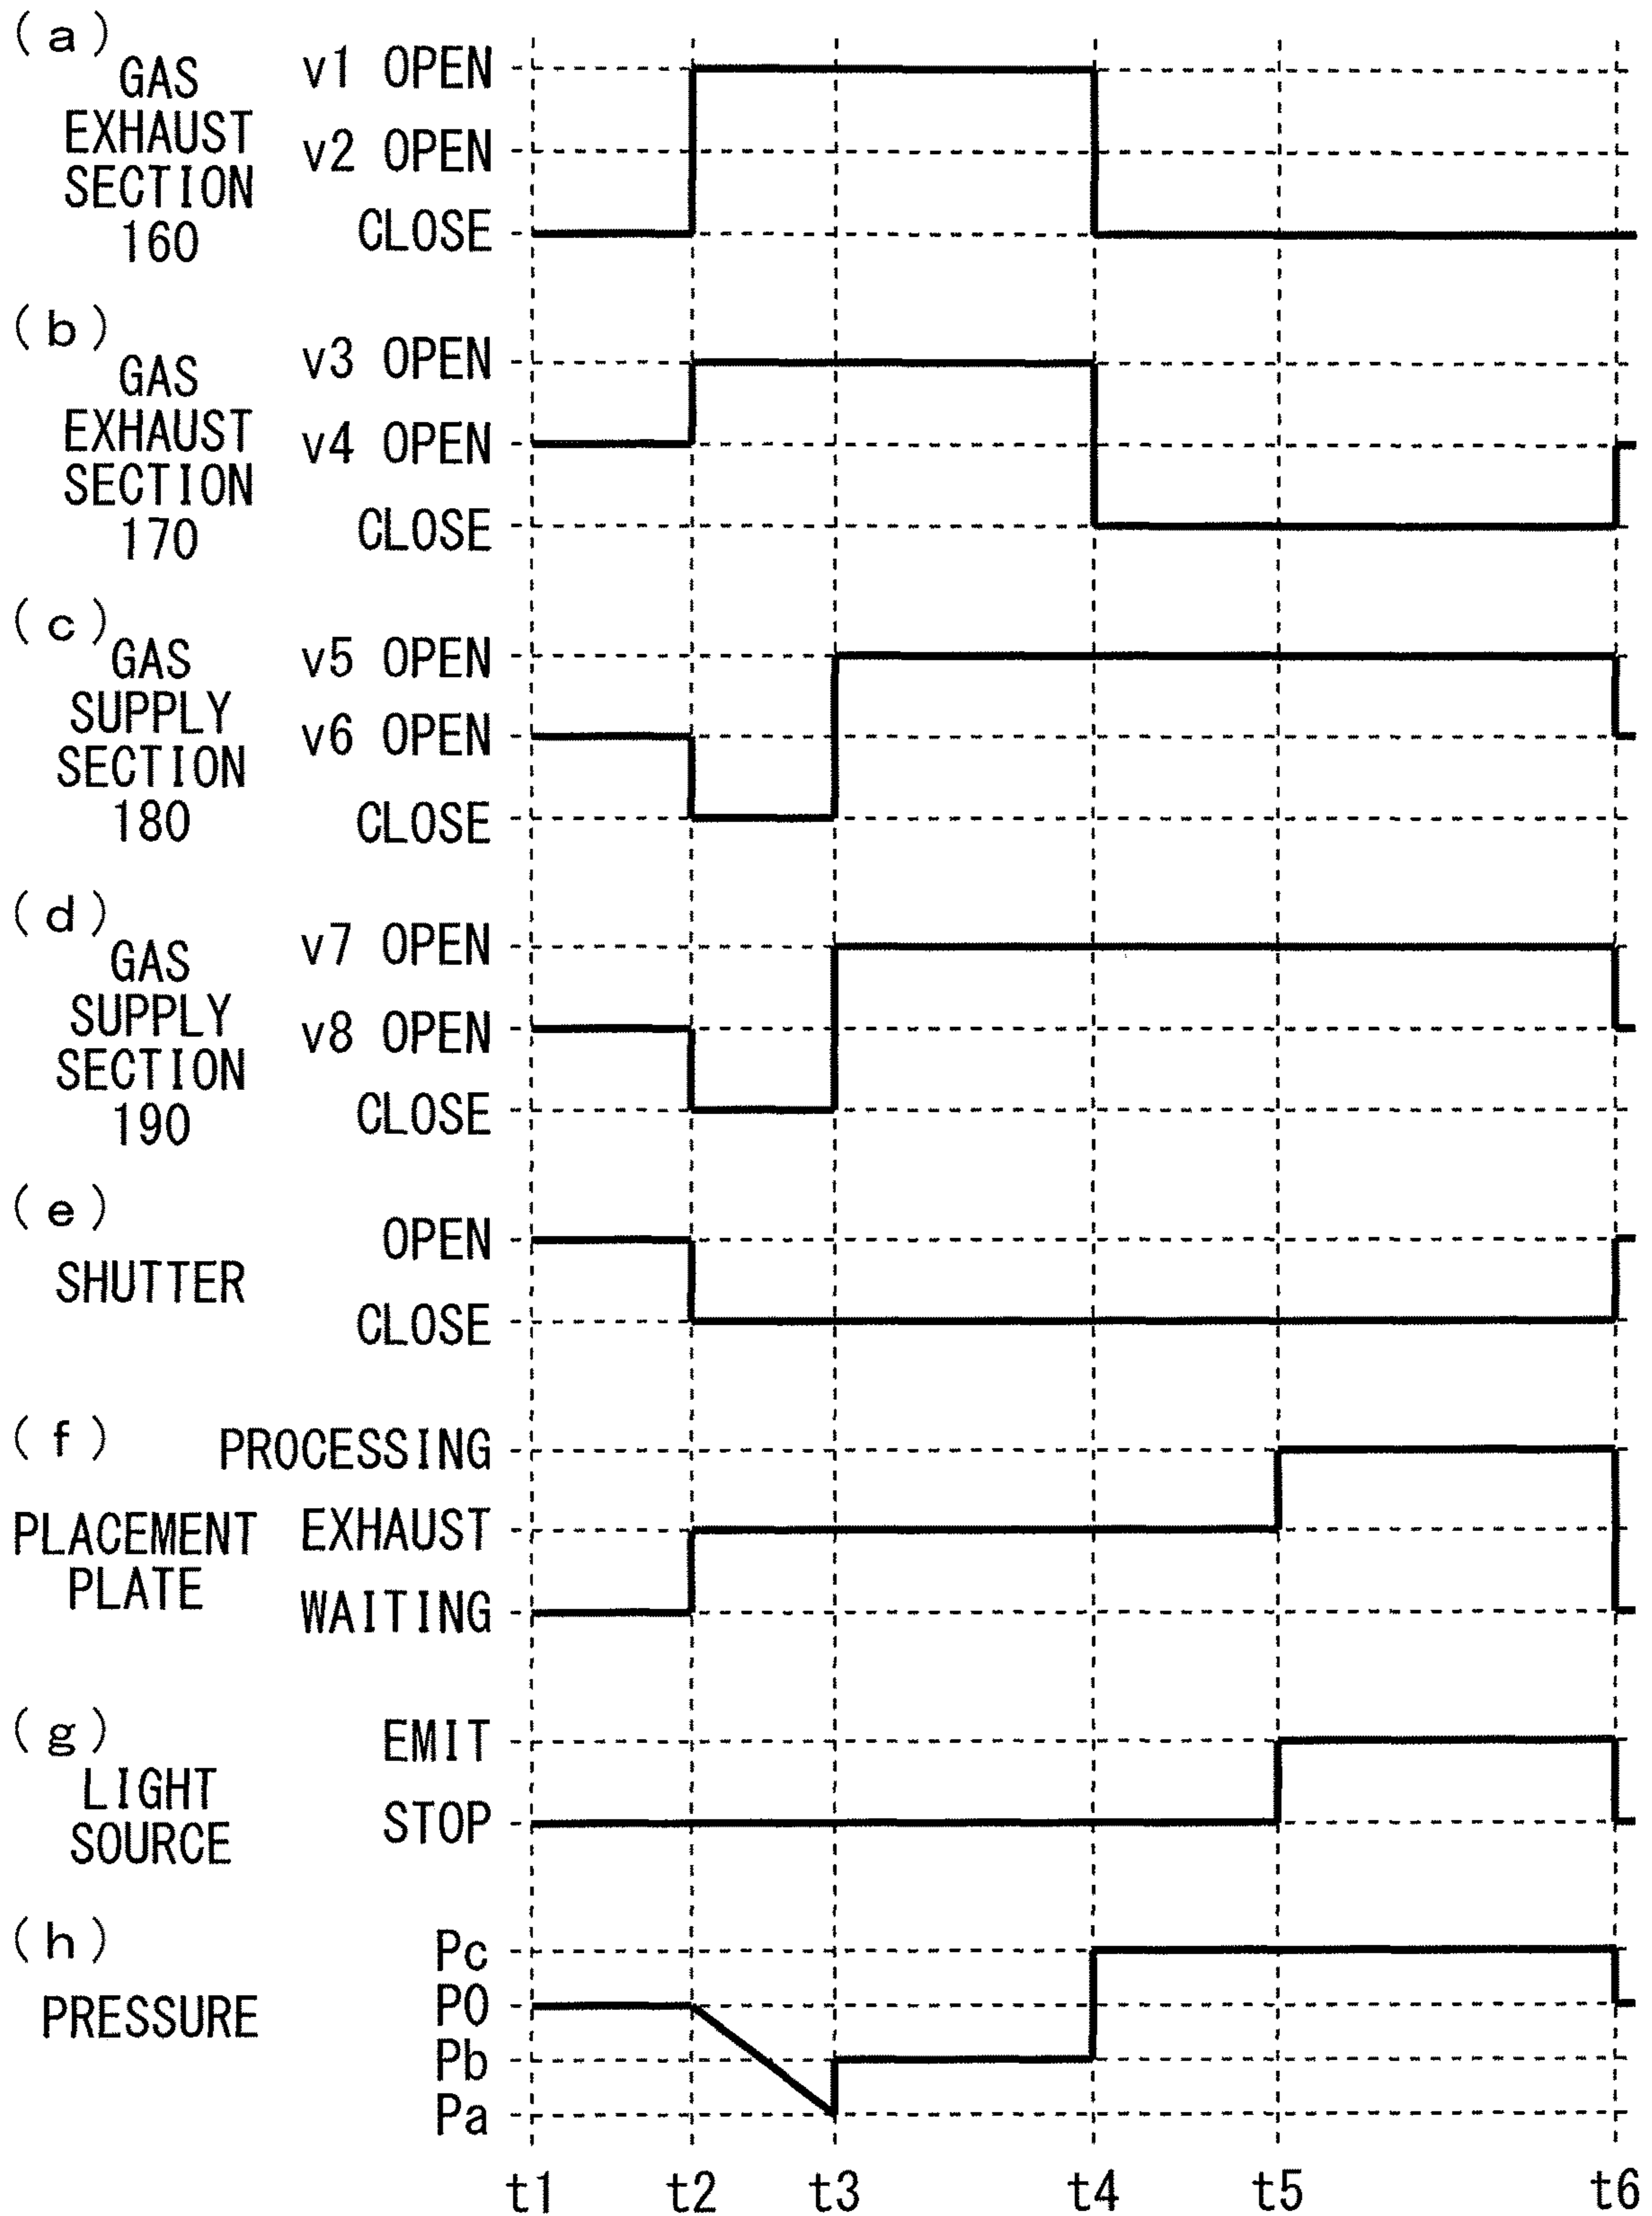 (a)
GAS
EXHAUST
SECTION
160
v1 OPEN
v2 OPEN
CLOSE
(b)
GAS
EXHAUST
SECTION
170
v3 OPEN
v4 OPEN
CLOSE
(c)
GAS
SUPPLY
SECTION
180
v5 OPEN
v6 OPEN
CLOSE
(d)
GAS
SUPPLY
SECTION
190
v7 OPEN
v8 OPEN
CLOSE
(e)
SHUTTER
OPEN
CLOSE
(f)
PLACEMENT
PLATE
PROCESSING
EXHAUST
WAITING
(g)
LIGHT
SOURCE
EMIT
STOP
(h)
PRESSURE
Pc
P0
Pb
Pa
t1 t2 t3 t4 t5 t6